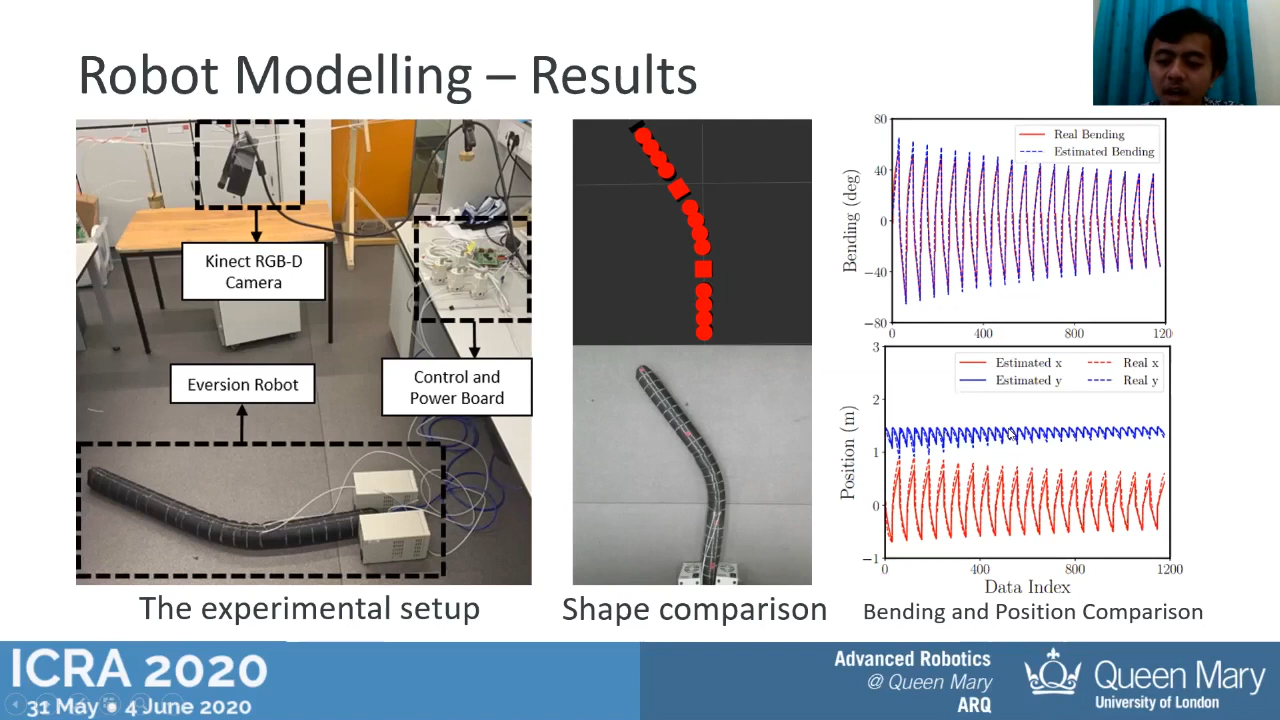 Robot Modelling – Results
Kinect RGB-D
Camera
Eversion Robot
Control and
Power Board
The experimental setup
Shape comparison
80
40
0
−40
−80
Bending (deg)
Real Bending
Estimated Bending
0
400
800
120
3
2
1
0
−1
Position (m)
Estimated x
Real x
Estimated y
Real y
0
400
800
1200
Data Index
Bending and Position Comparison
ICRA 2020
31 May • 4 June 2020
Advanced Robotics
@ Queen Mary
ARQ
Queen Mary
University of London